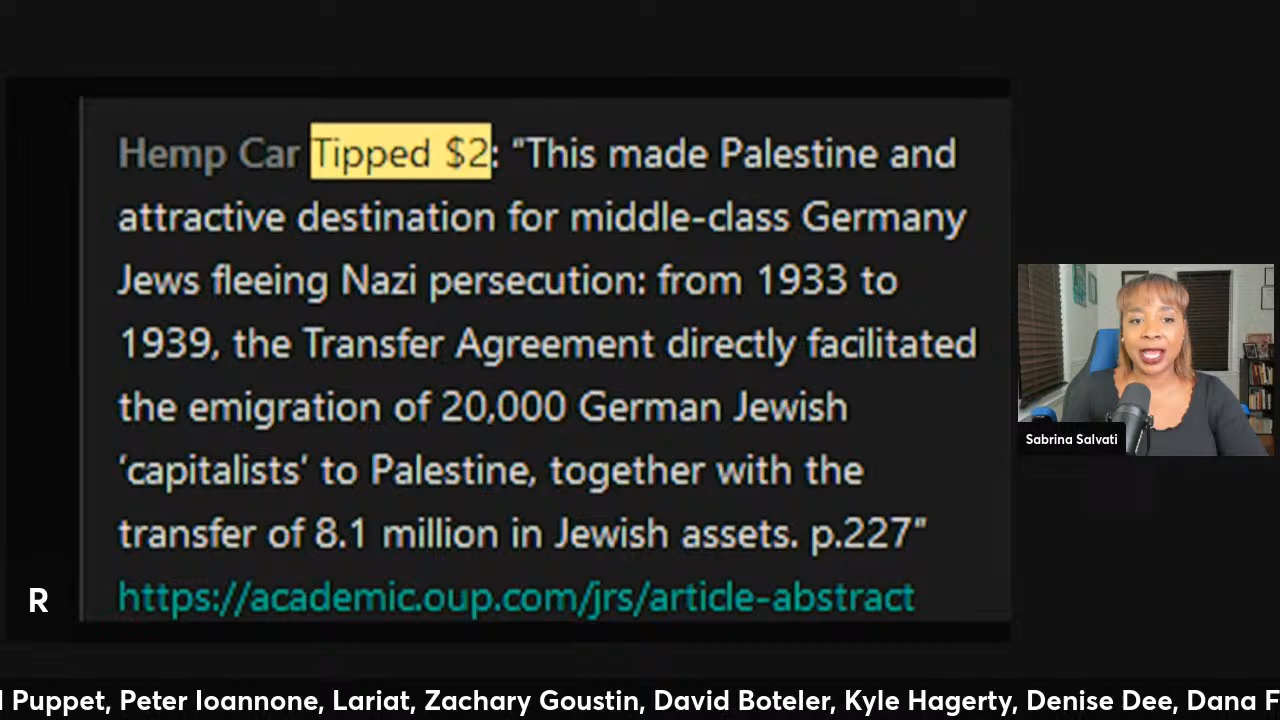 Hemp Car Tipped $2: "This made Palestine and
attractive destination for middle-class Germany
Jews fleeing Nazi persecution: from 1933 to
1939, the Transfer Agreement directly facilitated
the emigration of 20,000 German Jewish
‘capitalists’ to Palestine, together with the
transfer of 8.1 million in Jewish assets. p.227"
https://academic.oup.com/jrs/article-abstract
Sabrina Salvati
R
Puppet, Peter Ioannone, Lariat, Zachary Goustin, David Boteler, Kyle Hagerty, Denise Dee, Dana F